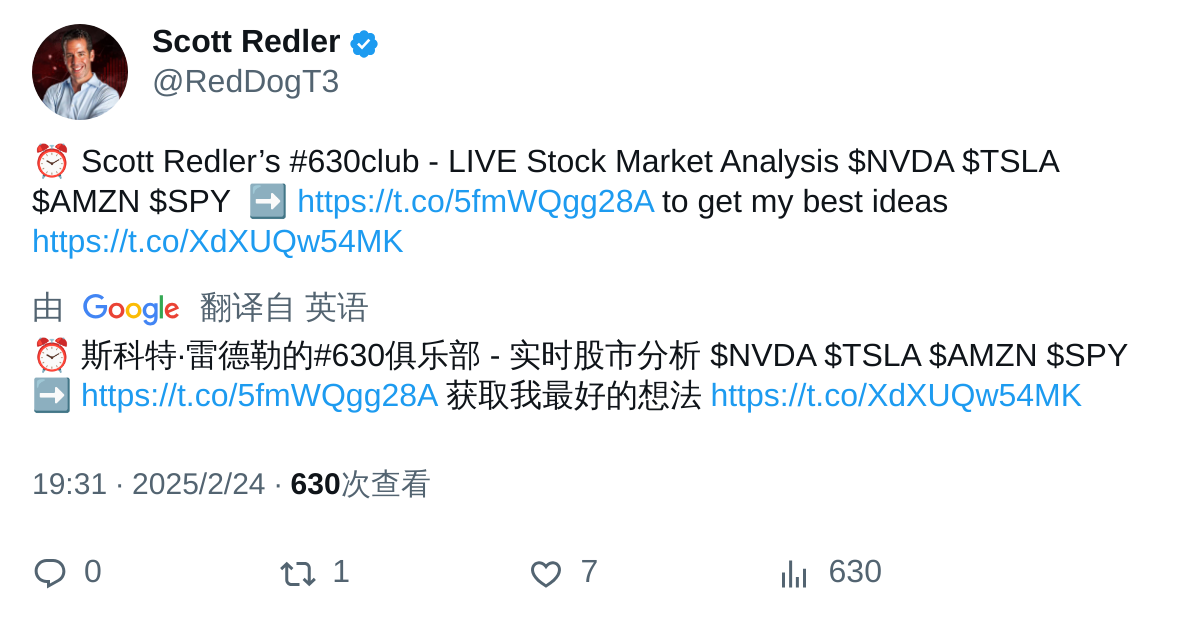 Scott Redler
@RedDogT3
⏰ Scott Redler’s #630club - LIVE Stock Market Analysis $NVDA $TSLA
$AMZN $SPY ➡️ https://t.co/5fmWQgg28A to get my best ideas
https://t.co/XdXUQw54MK
由 Google 翻译自 英语
⏰ 斯科特·雷德勒的#630俱乐部 - 实时股市分析 $NVDA $TSLA $AMZN $SPY
➡️ https://t.co/5fmWQgg28A 获取我最好的想法 https://t.co/XdXUQw54MK
19:31 · 2025/2/24 · 630次查看
0 1 7 630